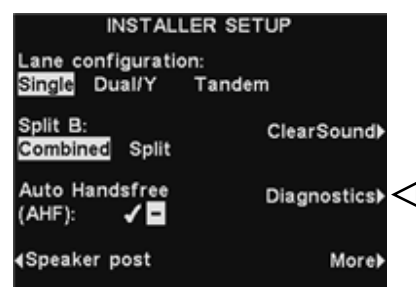 INSTALLER SETUP
Lane configuration:
Single Dual/Y Tandem
Split B:
Combined Split
ClearSound
Auto Handsfree
(AHF): ✓ -
Diagnostics
Speaker post
More